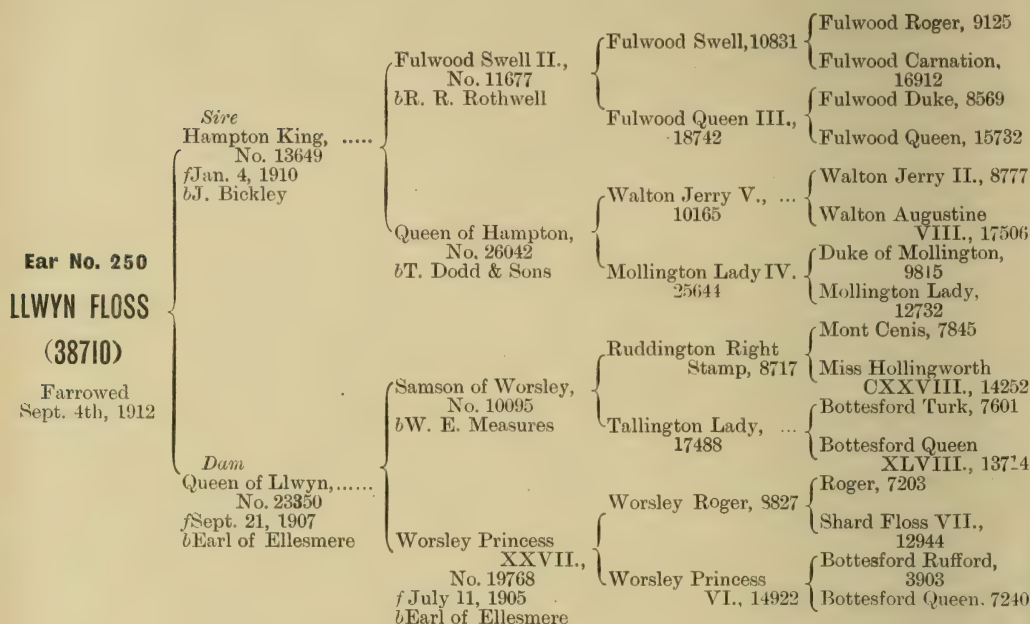 Ear No. 250
LLWYN FLOSS
(38710)
Farrowed
Sept. 4th, 1912
Sire
Hampton King, .....
No. 13649
fJan. 4, 1910
bJ. Bickley
Dam
Queen of Llwyn,......
No. 23350
fSept. 21, 1907
bEarl of Ellesmere
Fulwood Swell II.,
No. 11677
bR. R. Rothwell
Queen of Hampton,
No. 26042
bT. Dodd & Sons
Samson of Worsley,
No. 10095
bW. E. Measures
Worsley Princess
XXVII.,
No. 19768
f July 11, 1905
bEarl of Ellesmere
Fulwood Swell, 10831
Fulwood Queen III.,
18742
Walton Jerry V., ...
10165
Mollington Lady IV.
25644
Ruddington Right
Stamp, 8717
Tallington Lady, ...
17488
Worsley Roger, 8827
Worsley Princess
VI., 14922
Fulwood Roger, 9125
Fulwood Carnation,
16912
Fulwood Duke, 8569
Fulwood Queen, 15732
Walton Jerry II., 8777
Walton Augustine
VIII., 17506
Duke of Mollington,
9815
Mollington Lady,
12732
Mont Cenis, 7845
Miss Hollingworth
CXXVIII., 14252
Bottesford Turk, 7601
Bottesford Queen
XLVIII.,
Roger, 7203
Shard Floss VII.,
12944
Bottesford Rufford,
3903
Bottesford Queen. 7240